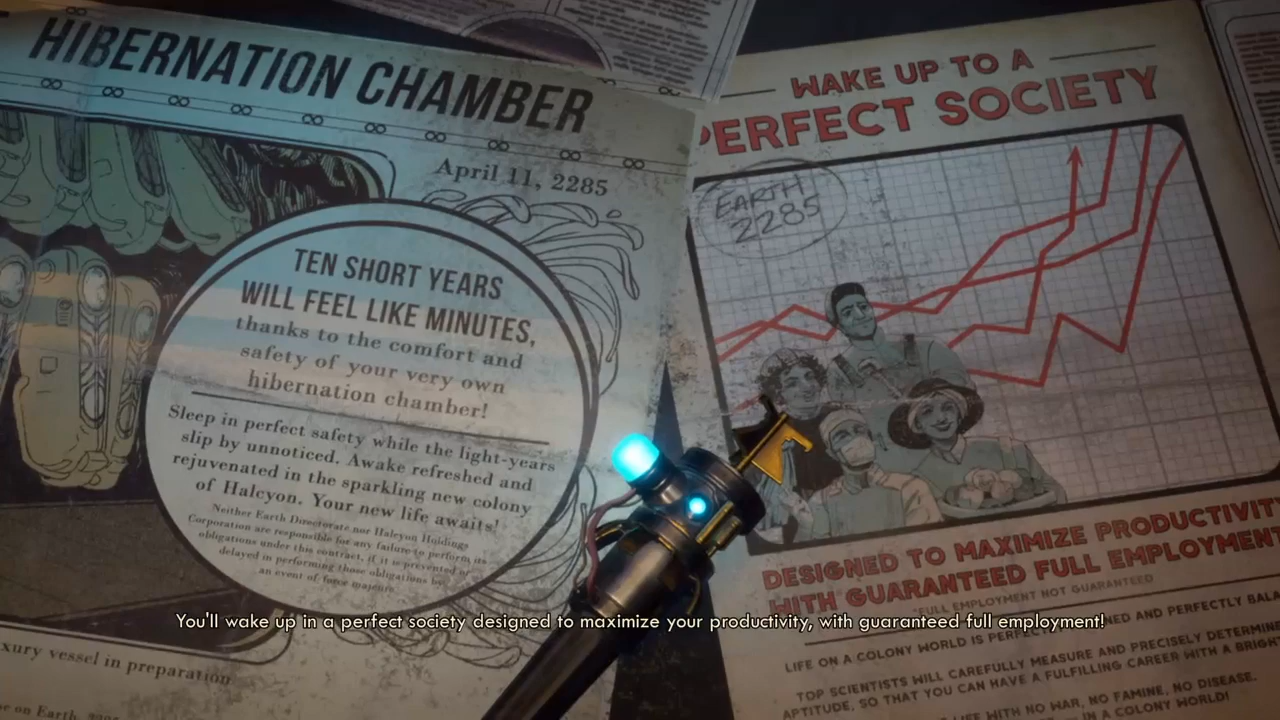 HIBERNATION CHAMBER
April 11, 2285
TEN SHORT YEARS
WILL FEEL LIKE MINUTES,
thanks to the comfort and
safety of your very own
hibernation chamber!
Sleep in perfect safety while the light-years
slip by unnoticed. Awake refreshed and
rejuvenated in the sparkling new colony
of Halcyon. Your new life awaits!
Neither Earth Directorate nor Halcyon Holdings
Corporation are responsible for any failure to perform its
obligations under this contract, if it is prevented or
delayed in performing those obligations by
an event of force majeure.
vessel in preparation
on Earth,
WAKE UP TO A
PERFECT SOCIETY
EARTH
2285
DESIGNED TO MAXIMIZE PRODUCTIVITY
WITH GUARANTEED FULL EMPLOYMENT
*FULL EMPLOYMENT NOT GUARANTEED
LIFE ON A COLONY WORLD IS AND PERFECTLY
TOP SCIENTISTS WILL CAREFULLY MEASURE AND PRECISELY
APTITUDE, SO THAT YOU CAN HAVE A FULFILLING CAREER WITH A
LIFE WITH NO WAR, NO FAMINE, NO DISEASE.
IN A COLONY WORLD!
You'll wake up in a perfect society designed to maximize your productivity, with guaranteed full employment!